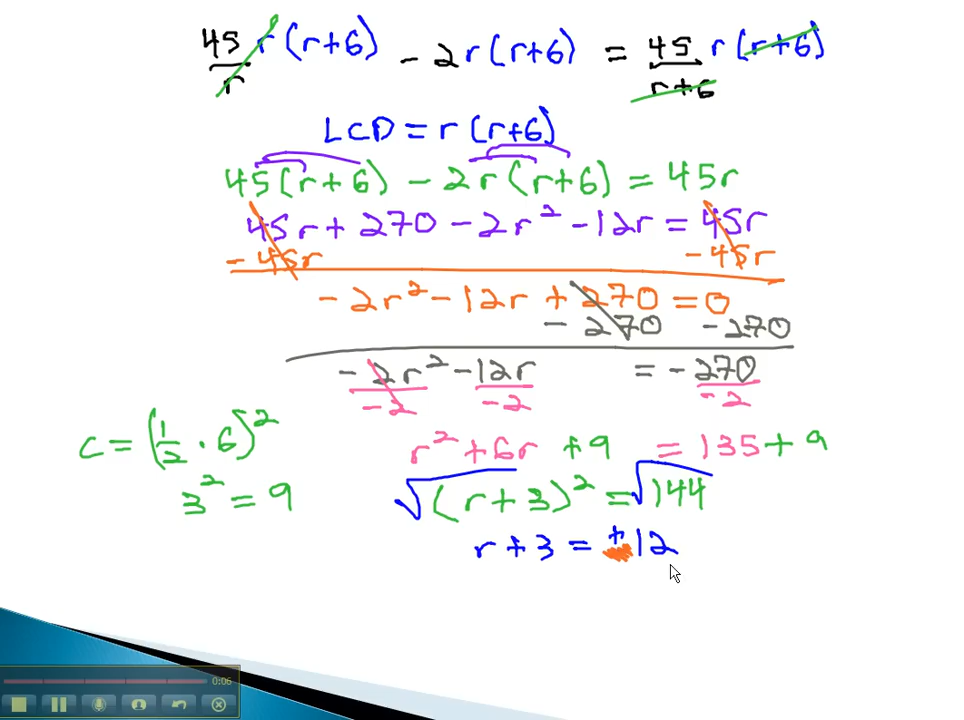 45/r r(r+6) - 2r(r+6) = 45/(r+6) r(r+6)
LCD = r(r+6)
45(r+6) - 2r(r+6) = 45r
45r + 270 - 2r² - 12r = 45r
- 45r - 45r
- 2r² - 12r + 270 = 0
- 270 - 270
- 2r² - 12r = - 270
-2 -2 -2
C = (1/2 · 6)²
3² = 9
r² + 6r + 9 = 135 + 9
√(r+3)² = √144
r + 3 = + 12
0:06